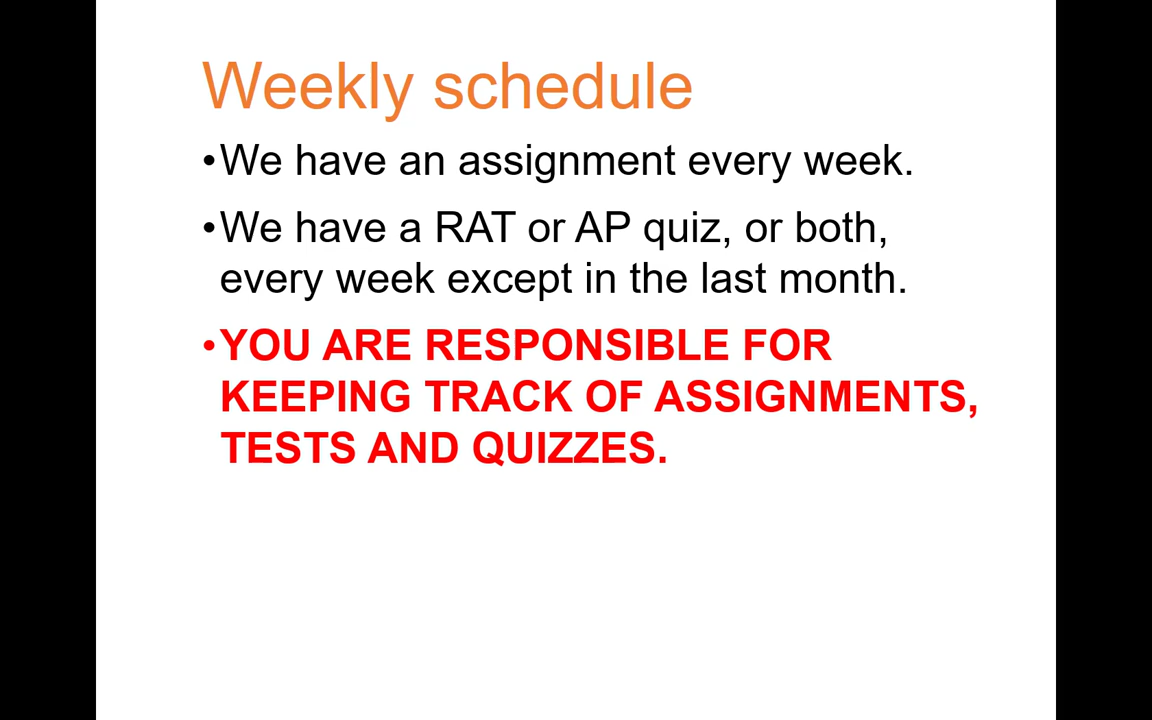 Weekly schedule
•We have an assignment every week.
•We have a RAT or AP quiz, or both,
every week except in the last month.
•YOU ARE RESPONSIBLE FOR
KEEPING TRACK OF ASSIGNMENTS,
TESTS AND QUIZZES.